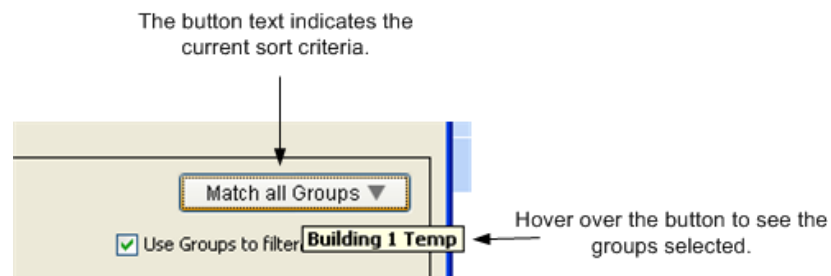 The button text indicates the
current sort criteria.
Match all Groups
Use Groups to filter
Building 1 Temp
Hover over the button to see the
groups selected.